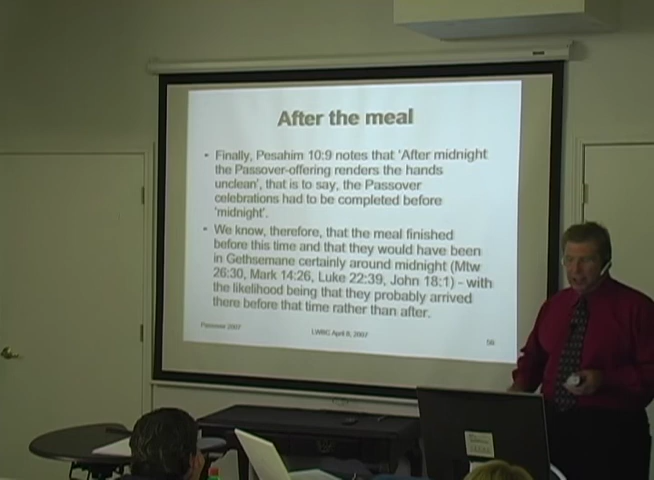 After the meal
- Finally, Pesahim 10:9 notes that 'After midnight
the Passover-offering renders the hands
unclean', that is to say, the Passover
celebrations had to be completed before
'midnight'.
- We know, therefore, that the meal finished
before this time and that they would have been
in Gethsemane certainly around midnight (Mtw
26:30, Mark 14:26, Luke 22:39, John 18:1) - with
the likelihood being that they probably arrived
there before that time rather than after.
Passover 2007 LWBC April 6, 2007 56